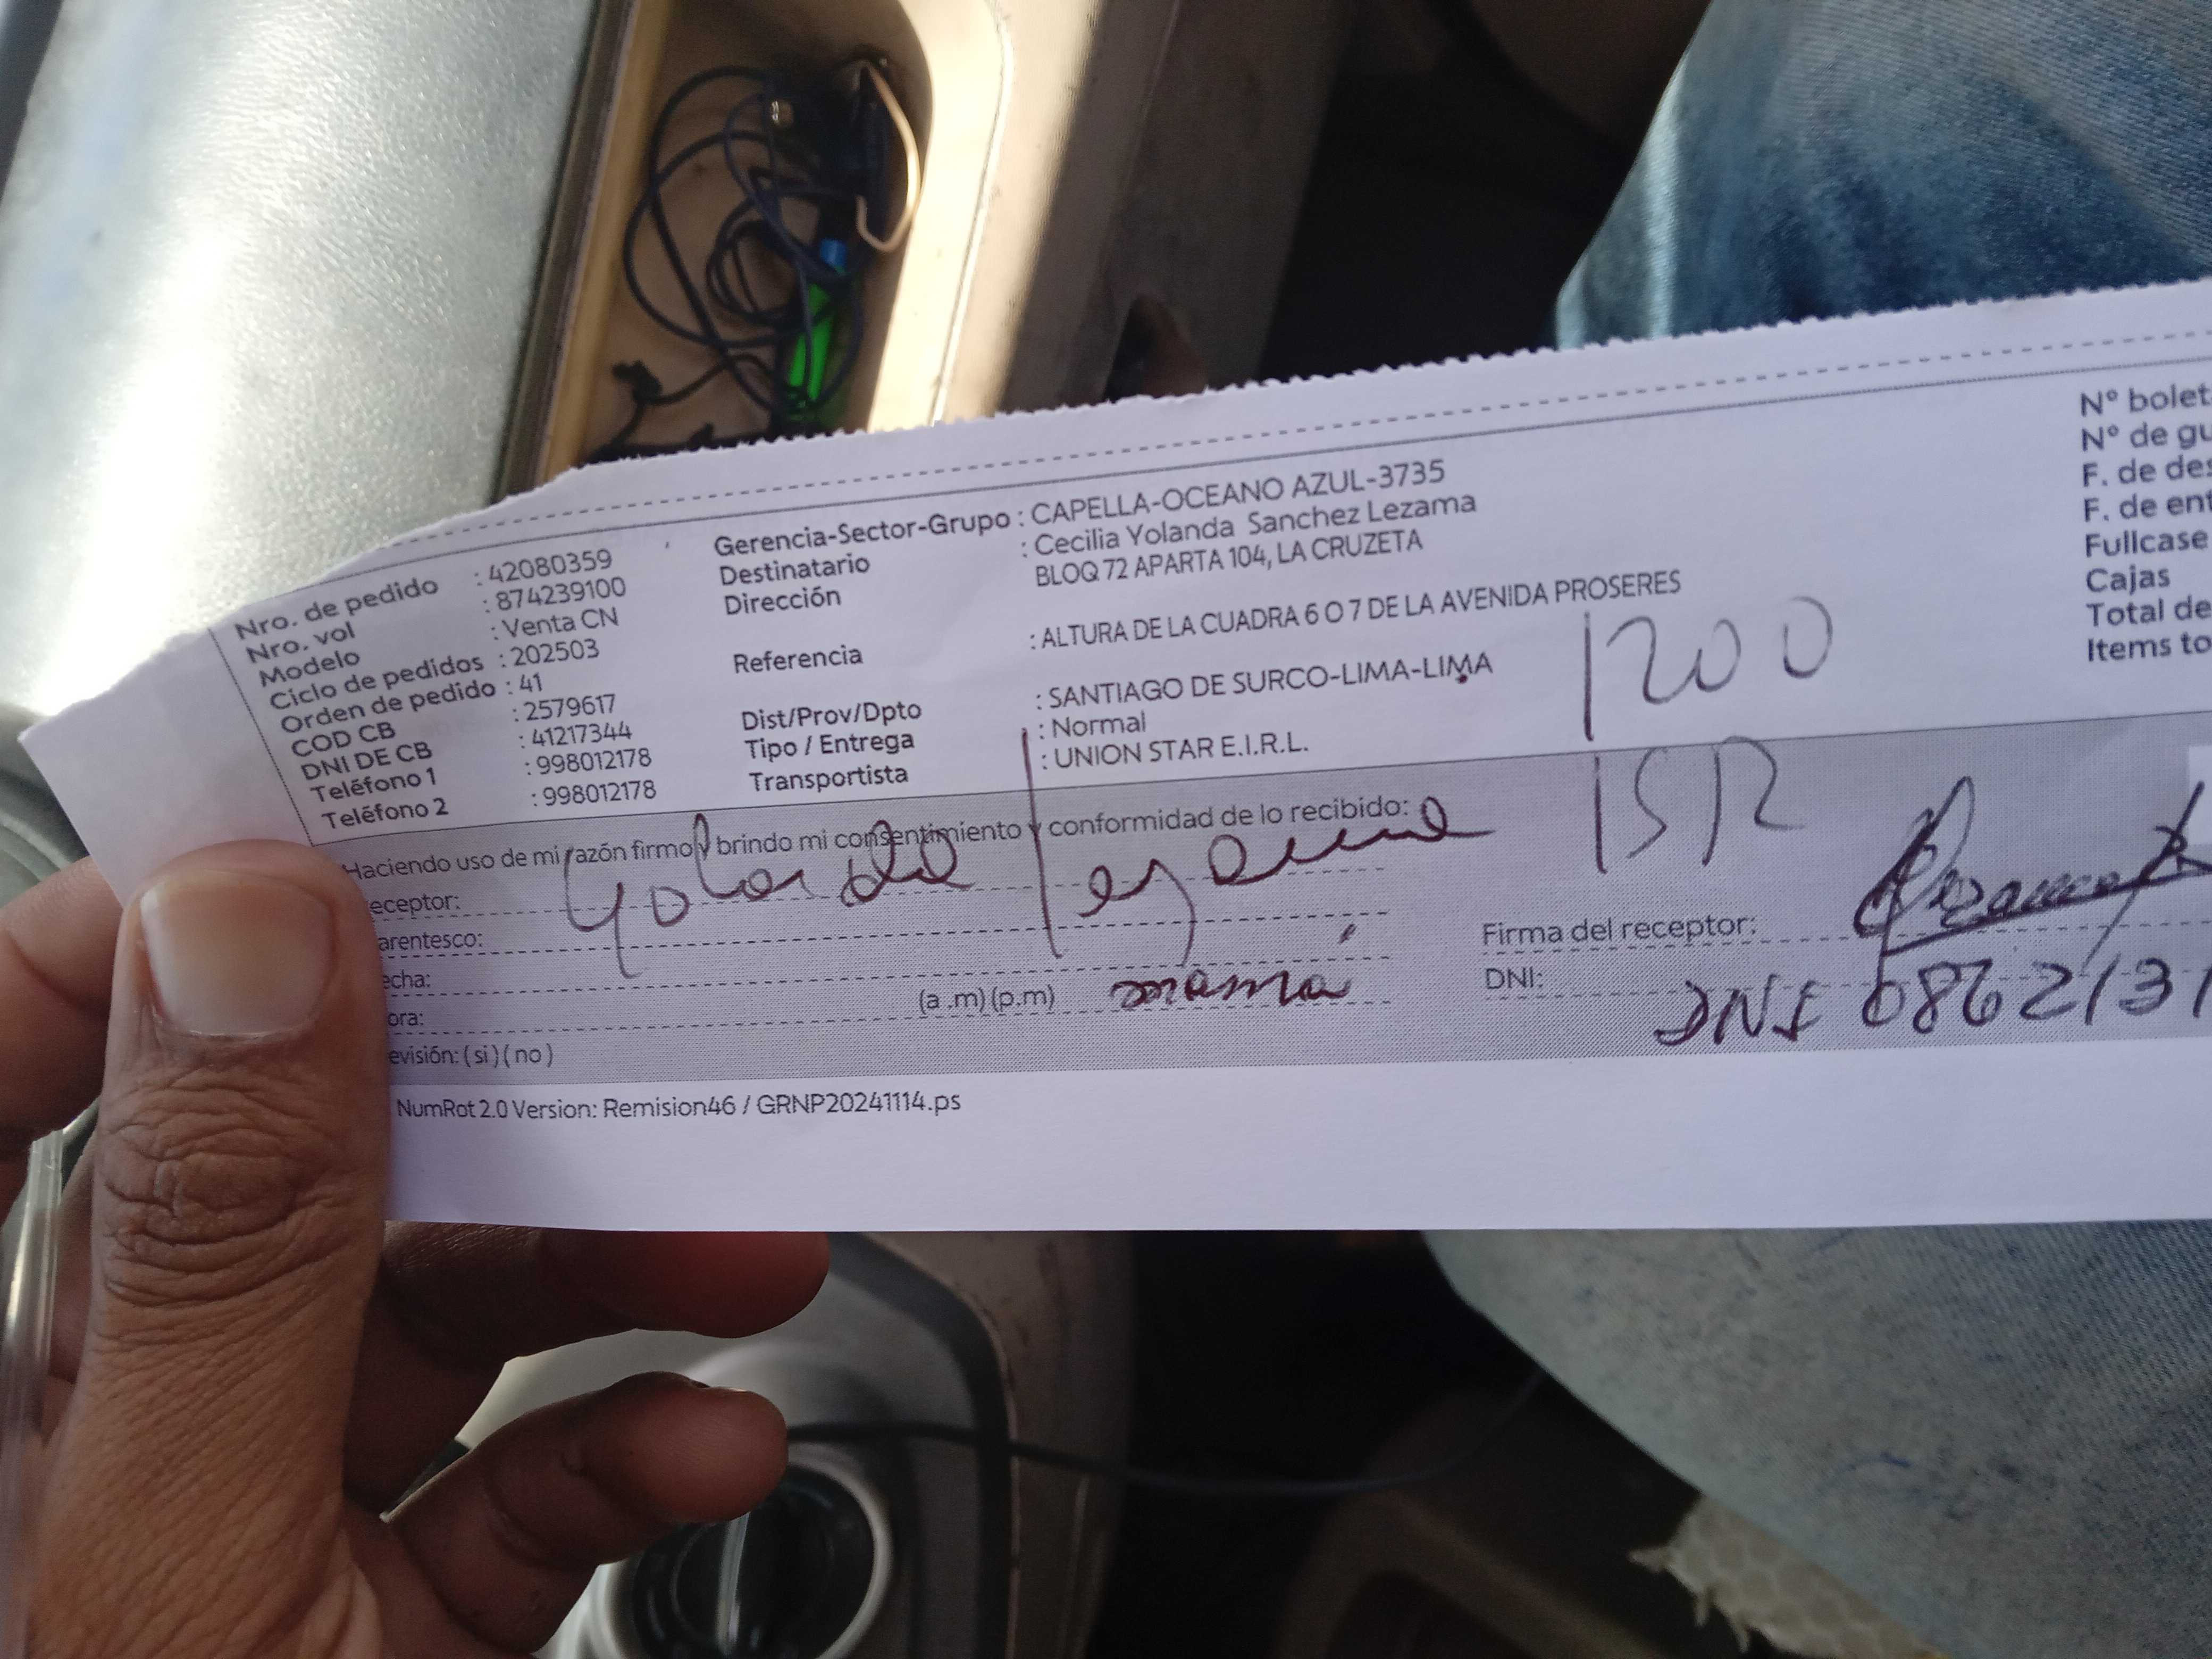 Nro. de pedido : 42080359
Nro. vol : 874239100
Modelo : Venta CN
Ciclo de pedidos : 202503
Orden de pedido : 41
COD CB : 2579617
DNI DE CB : 41217344
Teléfono 1 : 998012178
Teléfono 2 : 998012178
Gerencia-Sector-Grupo : CAPELLA-OCEANO AZUL-3735
Destinatario : Cecilia Yolanda Sanchez Lezama
Dirección BLOQ 72 APARTA 104, LA CRUZETA
Referencia : ALTURA DE LA CUADRA 6 O 7 DE LA AVENIDA PROSERES
Dist/Prov/Dpto : SANTIAGO DE SURCO-LIMA-LIMA
Tipo / Entrega : Normal
Transportista : UNION STAR E.I.R.L.
1200
Nº bolet
Nº de gu
F. de des
F. de ent
Fullcase
Cajas
Total de
Items to
Haciendo uso de mi razón firmo y brindo mi consentimiento y conformidad de lo recibido:
eceptor: Yolanda Lezama
arentesco:
echa:
ora: (a .m) (p.m) mamá
evisión: ( si ) ( no )
Firma del receptor:
DNI: DNI 0862131
NumRot 2.0 Version: Remision46 / GRNP20241114.ps